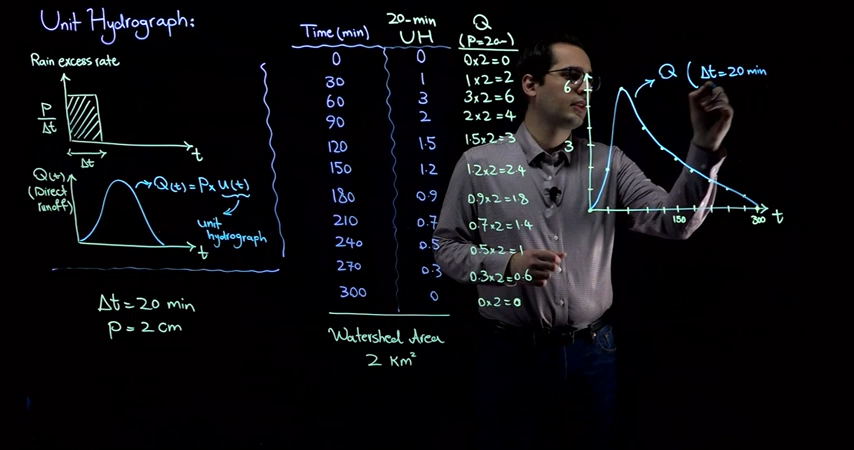 Unit Hydrograph:
Rain excess rate
P
Δt
Δt
t
Q(t)
(Direct
runoff)
Q(t) = P x U(t)
unit
hydrograph
t
Δt = 20 min
P = 2 cm
Time (min) 20-min UH Q (P=2cm)
0 0 0x2=0
30 1 1x2=2
60 3 3x2=6
90 2 2x2=4
120 1.5 1.5x2=3
150 1.2 1.2x2=2.4
180 0.9 0.9x2=1.8
210 0.7 0.7x2=1.4
240 0.5 0.5x2=1
270 0.3 0.3x2=0.6
300 0 0x2=0
Watershed Area
2 Km²
6
3
150
300
t
Q (Δt=20 min